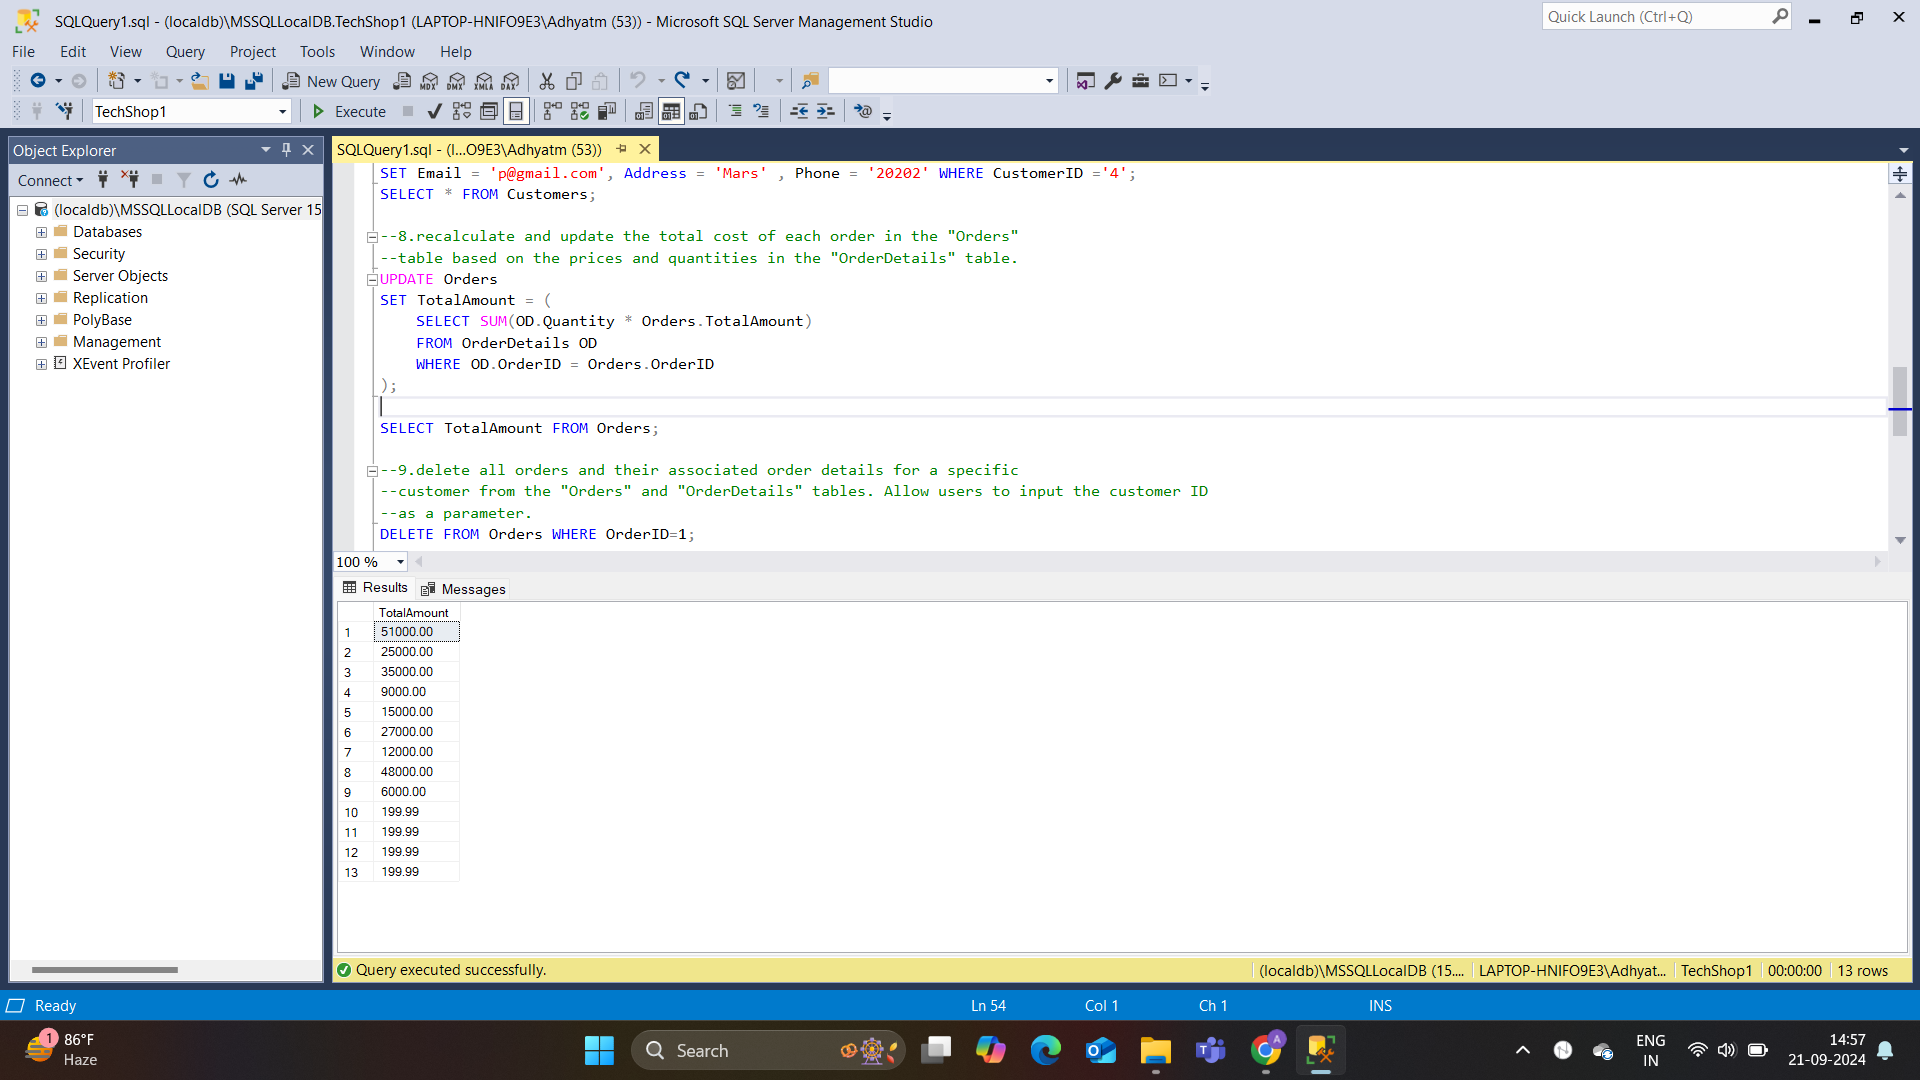 SQLQuery1.sql - (localdb)\MSSQLLocalDB.TechShop1 (LAPTOP-HNIFO9E3\Adhyatm (53)) - Microsoft SQL Server Management Studio
Quick Launch (Ctrl+Q)
File Edit View Query Project Tools Window Help
New Query
MDX DMX XMLA DAX
TechShop1
Execute
Object Explorer
SQLQuery1.sql - (l...O9E3\Adhyatm (53))
Connect
(localdb)\MSSQLLocalDB (SQL Server 15
Databases
Security
Server Objects
Replication
PolyBase
Management
XEvent Profiler
SET Email = 'p@gmail.com', Address = 'Mars' , Phone = '20202' WHERE CustomerID ='4';
SELECT * FROM Customers;
--8.recalculate and update the total cost of each order in the "Orders"
--table based on the prices and quantities in the "OrderDetails" table.
UPDATE Orders
SET TotalAmount = (
SELECT SUM(OD.Quantity * Orders.TotalAmount)
FROM OrderDetails OD
WHERE OD.OrderID = Orders.OrderID
);
SELECT TotalAmount FROM Orders;
--9.delete all orders and their associated order details for a specific
--customer from the "Orders" and "OrderDetails" tables. Allow users to input the customer ID
--as a parameter.
DELETE FROM Orders WHERE OrderID=1;
100 %
Results Messages
TotalAmount
1 51000.00
2 25000.00
3 35000.00
4 9000.00
5 15000.00
6 27000.00
7 12000.00
8 48000.00
9 6000.00
10 199.99
11 199.99
12 199.99
13 199.99
Query executed successfully.
(localdb)\MSSQLLocalDB (15.... LAPTOP-HNIFO9E3\Adhyat... TechShop1 00:00:00 13 rows
Ready
Ln 54 Col 1 Ch 1 INS
1
86°F
Haze
Search
A
ENG
IN
14:57
21-09-2024